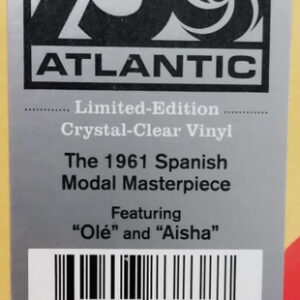 ATLANTIC
Limited-Edition
Crystal-Clear Vinyl
The 1961 Spanish
Modal Masterpiece
Featuring
“Olé” and “Aisha”